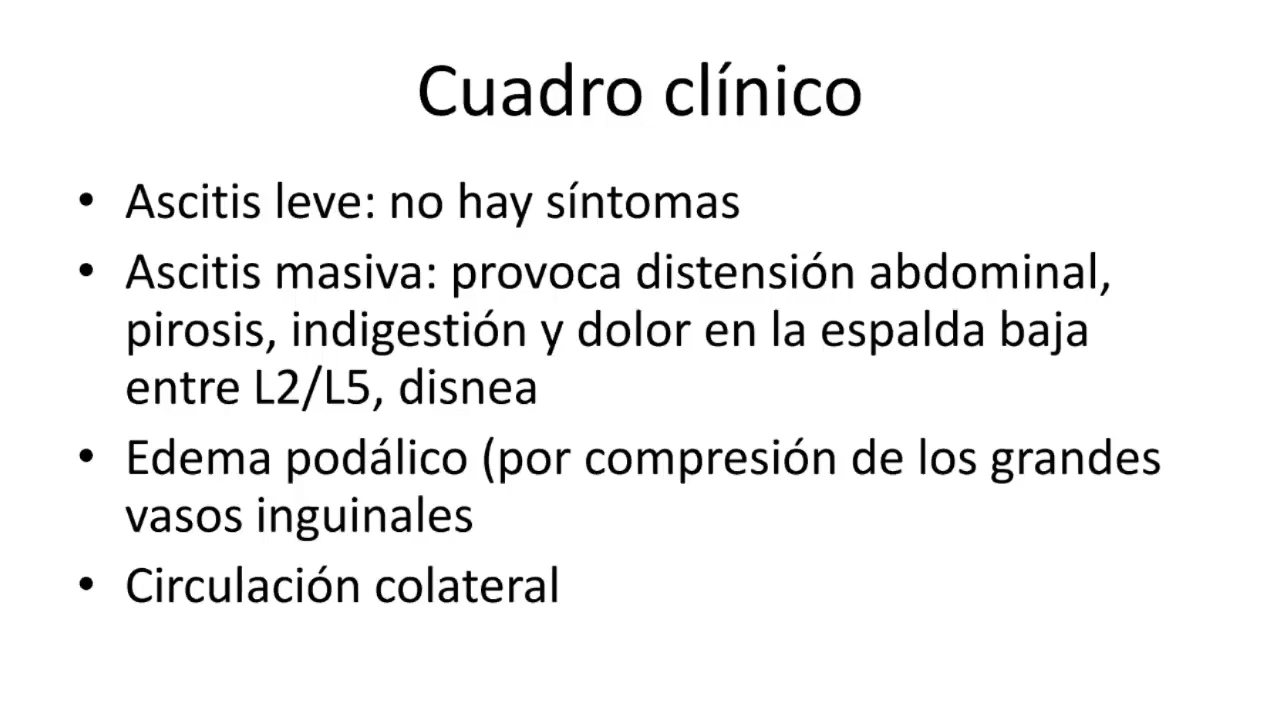 Cuadro clínico
• Ascitis leve: no hay síntomas
• Ascitis masiva: provoca distensión abdominal,
pirosis, indigestión y dolor en la espalda baja
entre L2/L5, disnea
• Edema podálico (por compresión de los grandes
vasos inguinales
• Circulación colateral